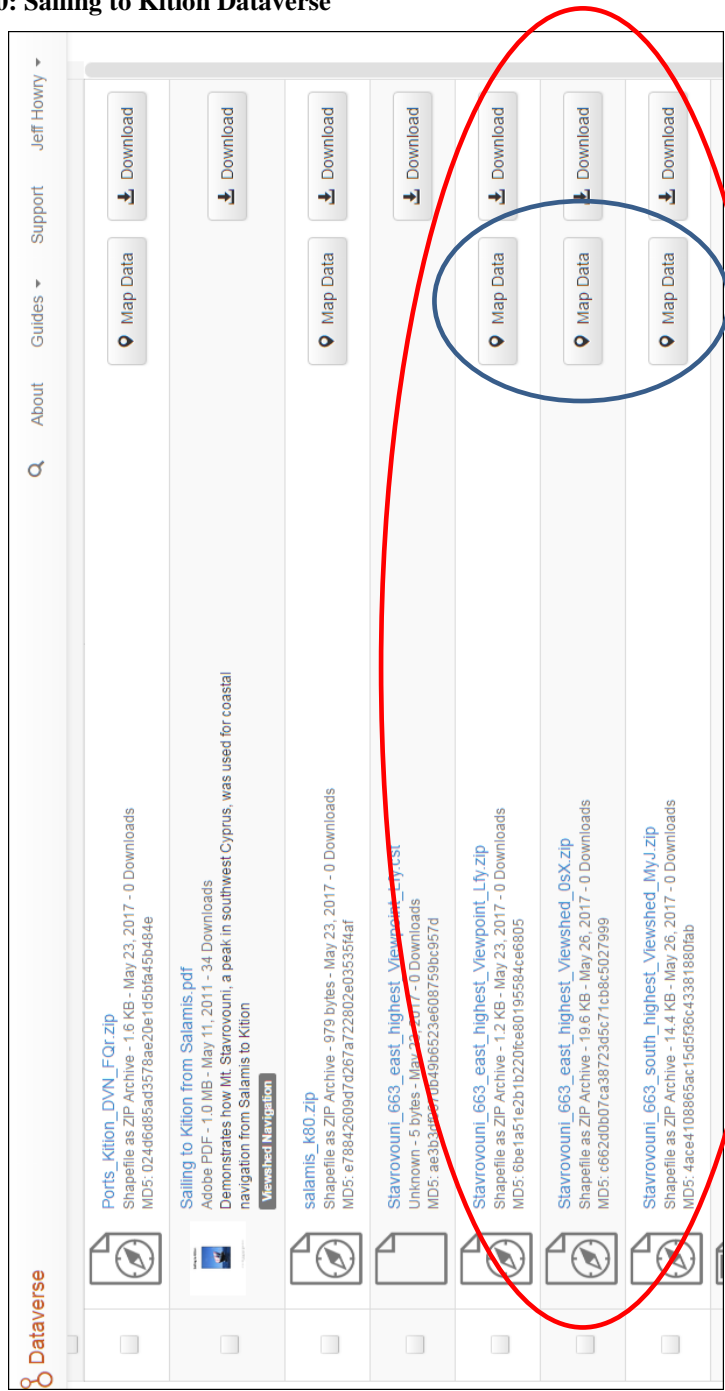 0: Sailing to Kition Dataverse
Dataverse
About Guides Support Jeff Howry
Ports_Kition_DVN_FQr.zip
Shapefile as ZIP Archive - 1.6 KB - May 23, 2017 - 0 Downloads
MD5: 024d6d85ad3578ae20e1d5bfa45b484e
Map Data Download
Sailing to Kition from Salamis.pdf
Adobe PDF - 1.0 MB - May 11, 2011 - 34 Downloads
Demonstrates how Mt. Stavrovouni, a peak in southwest Cyprus, was used for coastal
navigation from Salamis to Kition
Viewshed Navigation
Download
salamis_k80.zip
Shapefile as ZIP Archive - 979 bytes - May 23, 2017 - 0 Downloads
MD5: e78842609d7d267a722802e03535f4af
Map Data Download
Stavrovouni_663_east_highest_Viewpoint_Lfy.cst
Unknown - 5 bytes - May 23, 2017 - 0 Downloads
MD5:
Download
Stavrovouni_663_east_highest_Viewpoint_Lfy.zip
Shapefile as ZIP Archive - 1.2 KB - May 23, 2017 - 0 Downloads
MD5: 6be1a51e2b1b220fce80195584ce6805
Map Data Download
Stavrovouni_663_east_highest_Viewshed_0sX.zip
Shapefile as ZIP Archive - 19.6 KB - May 26, 2017 - 0 Downloads
MD5: c662d0b07ca38723d5c71cb8c5027999
Map Data Download
Stavrovouni_663_south_highest_Viewshed_MyJ.zip
Shapefile as ZIP Archive - 14.4 KB - May 26, 2017 - 0 Downloads
MD5: 4ace4108865ac15d5f36c43381880fab
Map Data Download